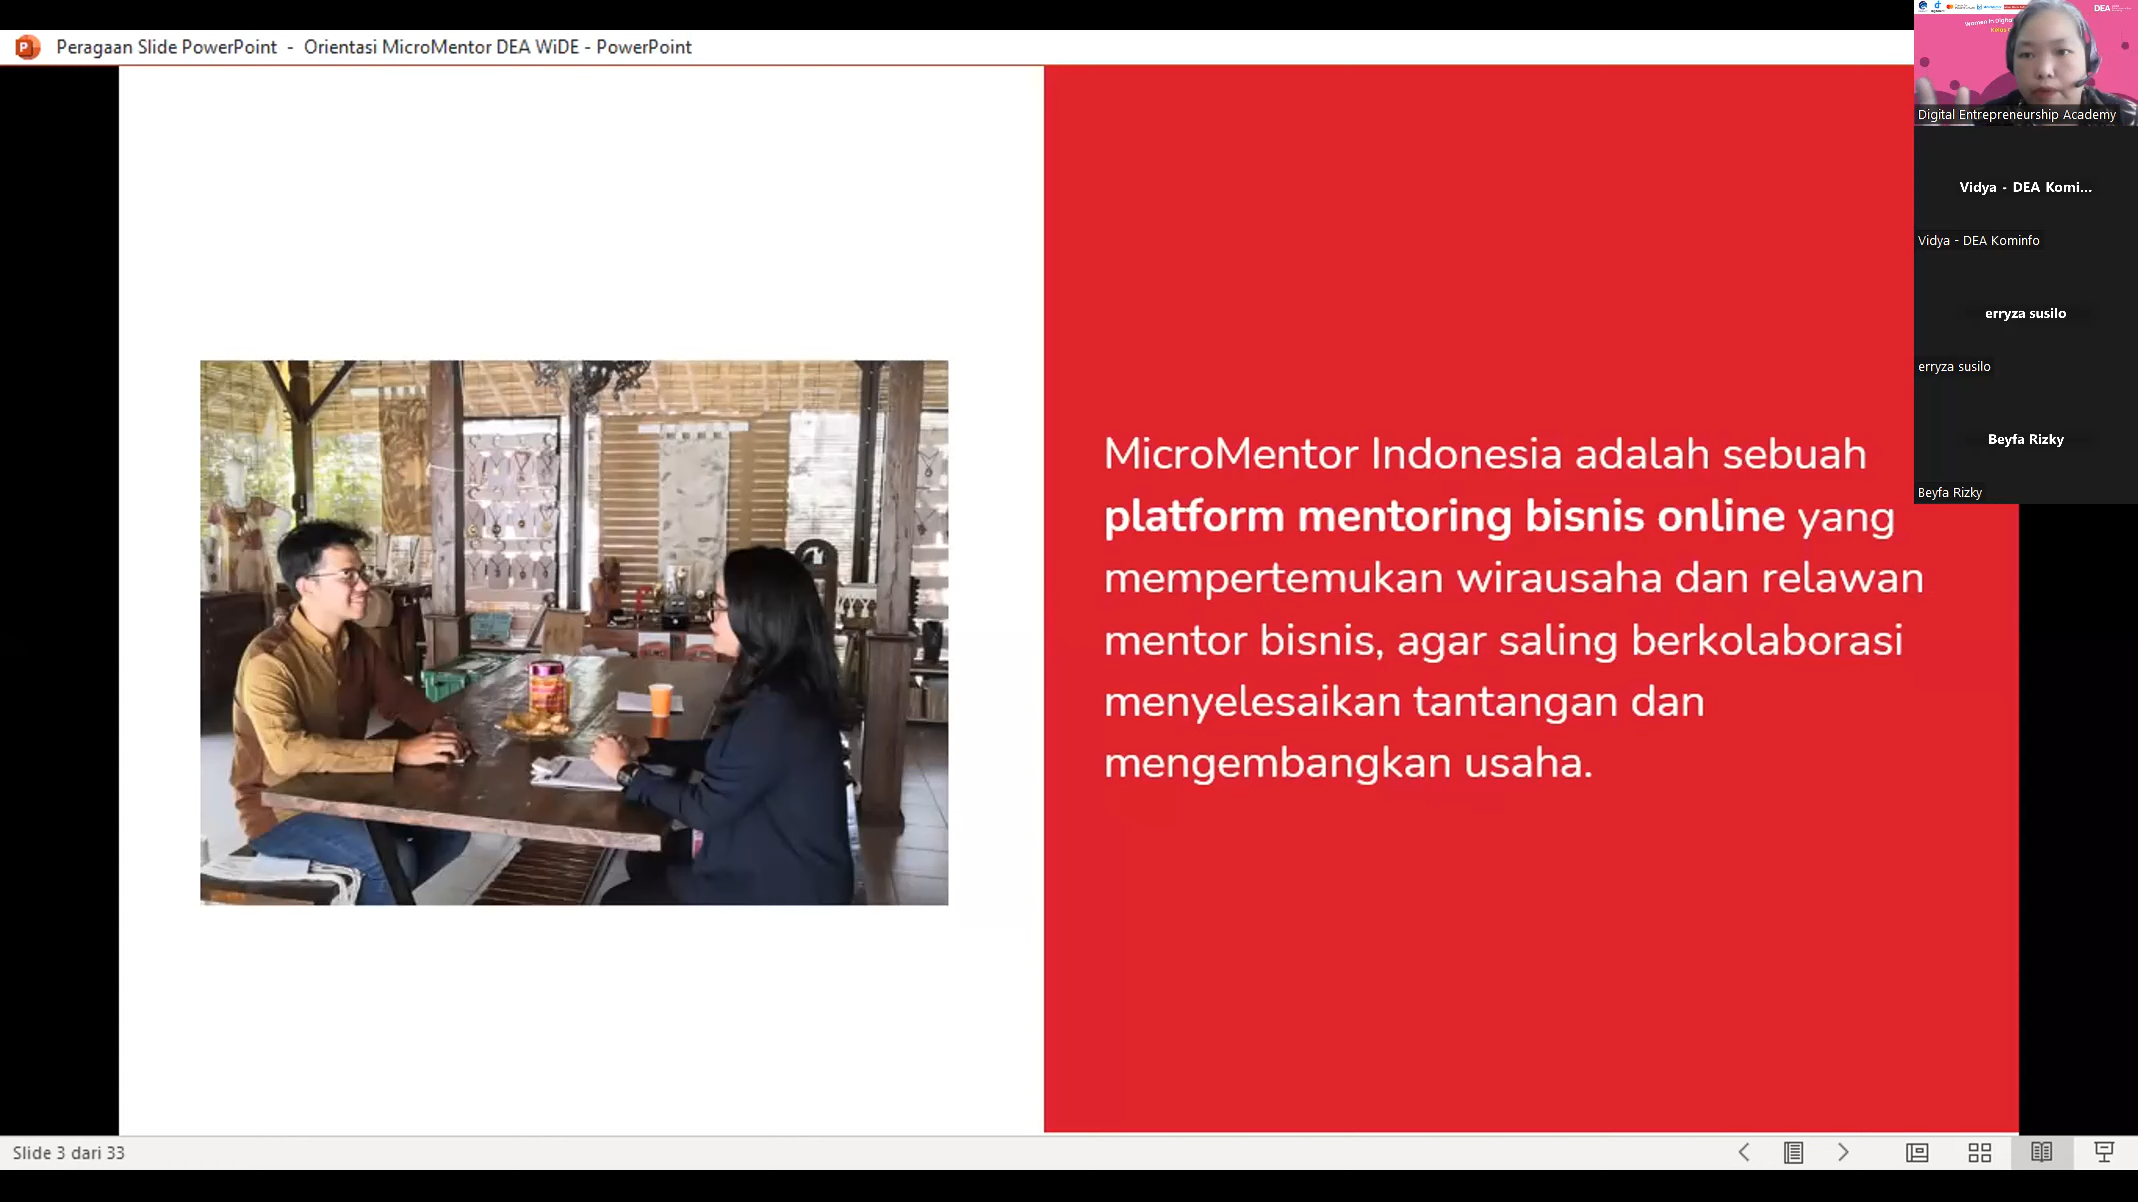 Peragaan Slide PowerPoint - Orientasi MicroMentor DEA WiDE - PowerPoint
MicroMentor Indonesia adalah sebuah
platform mentoring bisnis online yang
mempertemukan wirausaha dan relawan
mentor bisnis, agar saling berkolaborasi
menyelesaikan tantangan dan
mengembangkan usaha.
DEA
Digital Entrepreneurship Academy
Vidya - DEA Komi...
Vidya - DEA Kominfo
erryza susilo
erryza susilo
Beyfa Rizky
Beyfa Rizky
Slide 3 dari 33